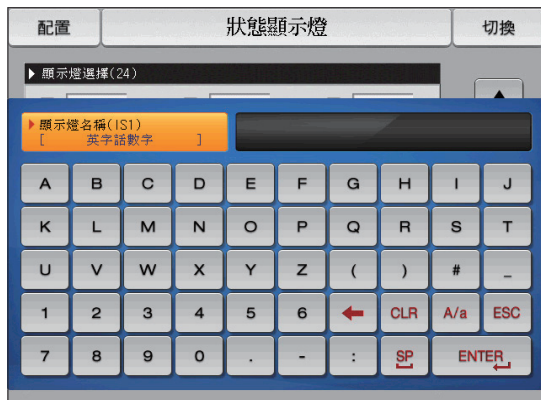 配置
狀態顯示燈
切換
▶ 顯示燈選擇(24)
▶ 顯示燈名稱(IS1)
[ 英字話數字 ]
A B C D E F G H I J
K L M N O P Q R S T
U V W X Y Z ( ) # _
1 2 3 4 5 6 ← CLR A/a ESC
7 8 9 0 . - : SP ENTER